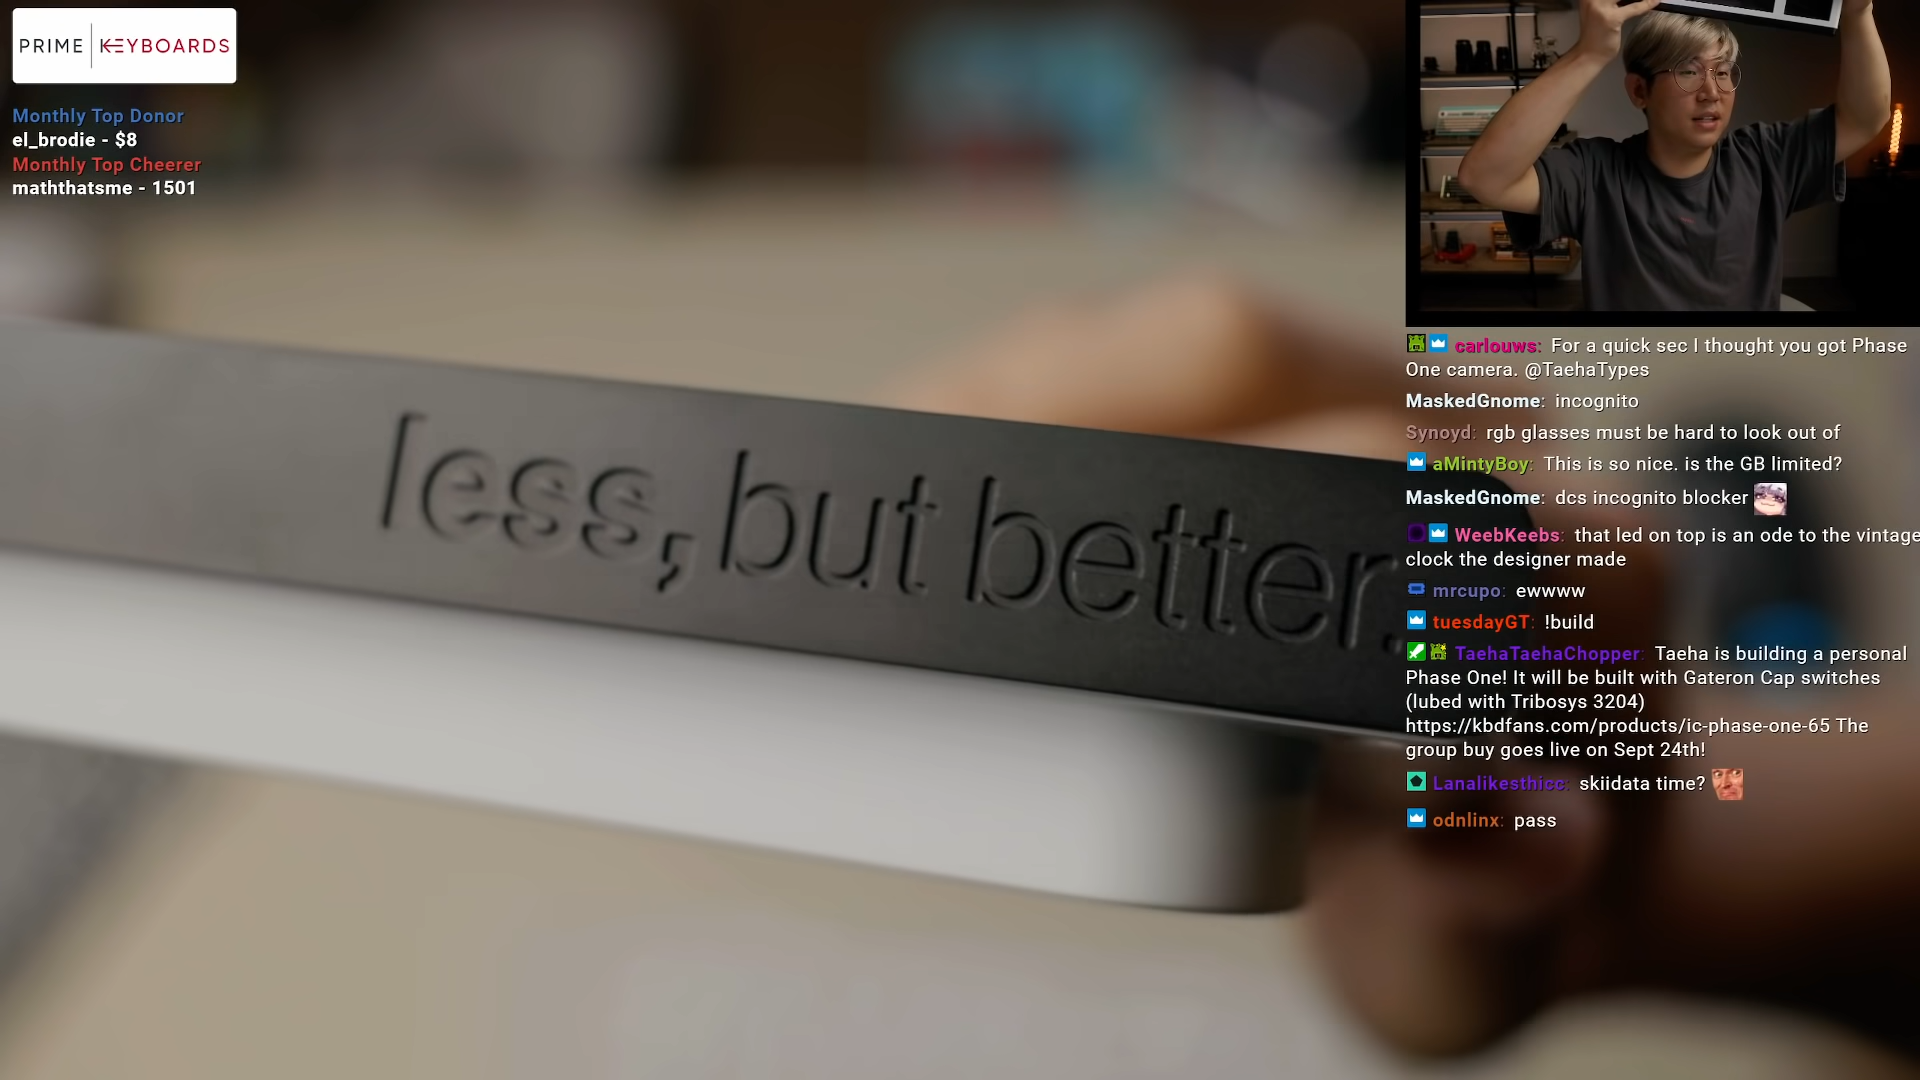 PRIME | KEYBOARDS
Monthly Top Donor
el_brodie - $8
Monthly Top Cheerer
maththatsme - 1501
less, but better.
carlouws: For a quick sec I thought you got Phase
One camera. @TaehaTypes
MaskedGnome: incognito
Synoyd: rgb glasses must be hard to look out of
aMintyBoy: This is so nice. is the GB limited?
MaskedGnome: dcs incognito blocker
WeebKeebs: that led on top is an ode to the vintage
clock the designer made
mrcupo: ewwww
tuesdayGT: !build
TaehaTaehaChopper: Taeha is building a personal
Phase One! It will be built with Gateron Cap switches
(lubed with Tribosys 3204)
https://kbdfans.com/products/ic-phase-one-65 The
group buy goes live on Sept 24th!
Lanalikesthicc: skiidata time?
odnlinx: pass